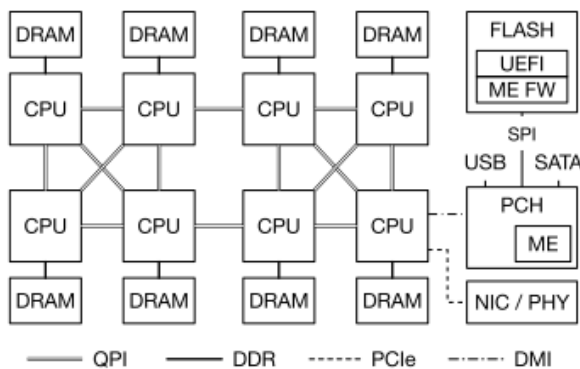 DRAM DRAM DRAM DRAM FLASH
UEFI
ME FW
CPU CPU CPU CPU
SPI
USB SATA
CPU CPU CPU CPU PCH
ME
DRAM DRAM DRAM DRAM NIC / PHY
QPI DDR PCIe DMI